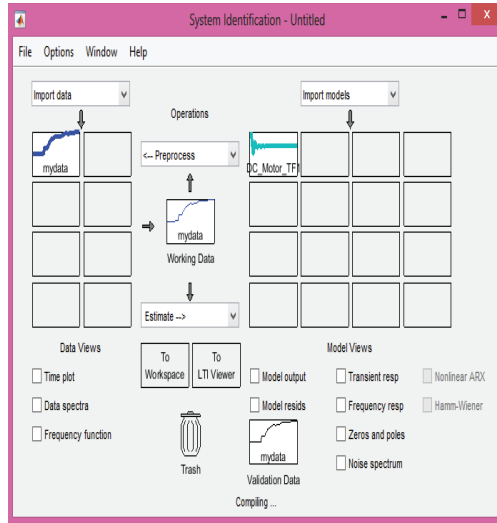 System Identification - Untitled
File Options Window Help
Import data
Import models
Operations
<-- Preprocess
mydata
DC_Motor_TF1
mydata
Working Data
Estimate -->
Data Views
Model Views
To Workspace
To LTI Viewer
Time plot
Data spectra
Frequency function
Model output
Model resids
Transient resp
Frequency resp
Zeros and poles
Noise spectrum
Nonlinear ARX
Hamm-Wiener
Trash
mydata
Validation Data
Compiling ...